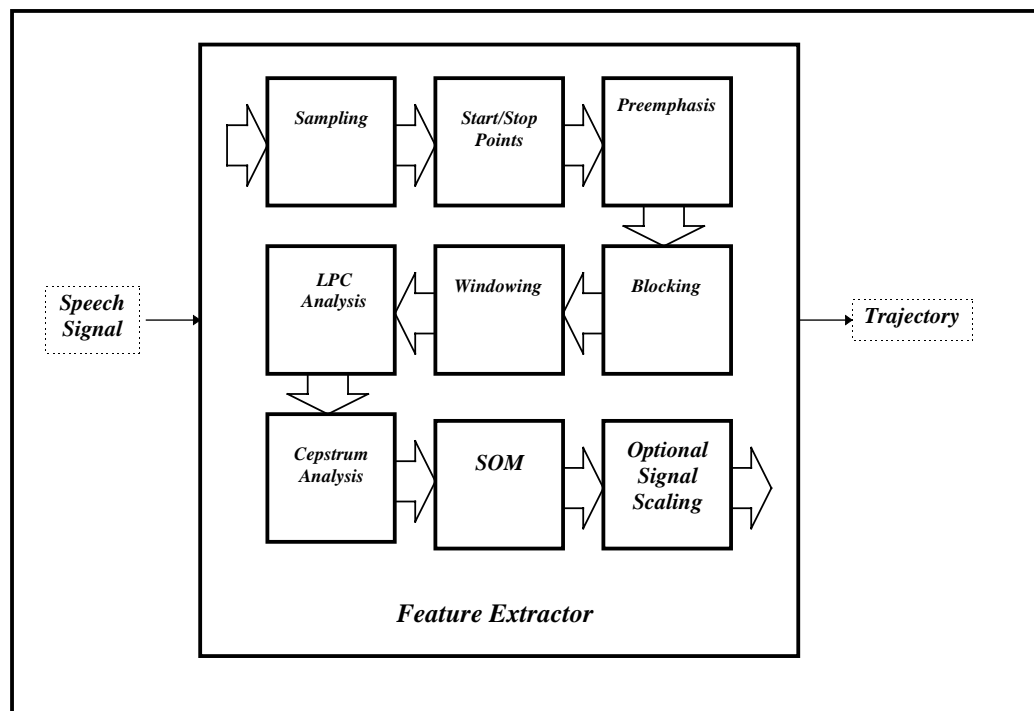 Sampling
Start/Stop
Points
Preemphasis
LPC
Analysis
Windowing
Blocking
Speech
Signal
Trajectory
Cepstrum
Analysis
SOM
Optional
Signal
Scaling
Feature Extractor